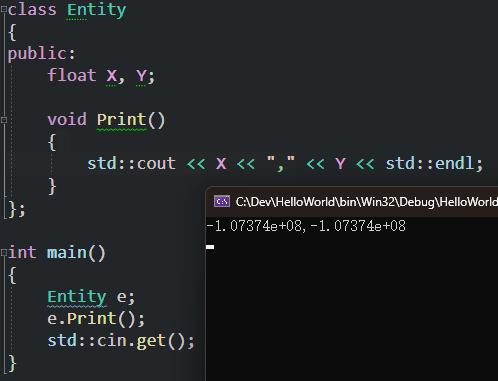 class Entity
{
public:
    float X, Y;

    void Print()
    {
        std::cout << X << "," << Y << std::endl;
    }
};

int main()
{
    Entity e;
    e.Print();
    std::cin.get();
}
C:\Dev\HelloWorld\bin\Win32\Debug\HelloWorld
-1.07374e+08,-1.07374e+08